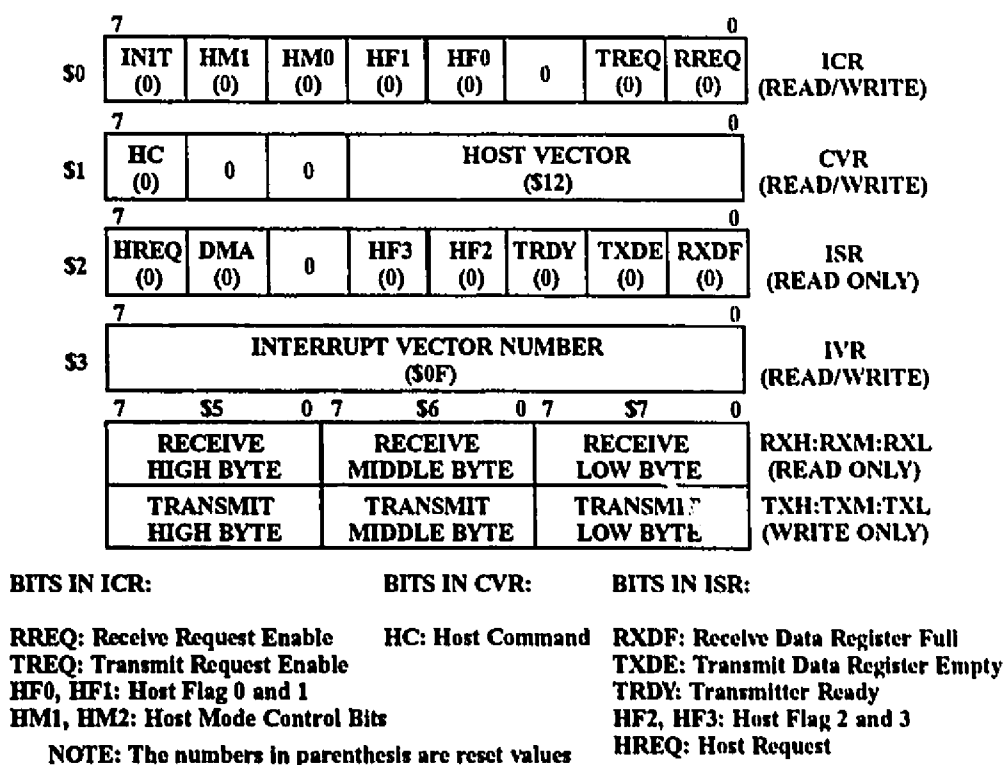 7 0
$0 INIT (0) HM1 (0) HM0 (0) HF1 (0) HF0 (0) 0 TREQ (0) RREQ (0) ICR (READ/WRITE)
7 0
$1 HC (0) 0 0 HOST VECTOR ($12) CVR (READ/WRITE)
7 0
$2 HREQ (0) DMA (0) 0 HF3 (0) HF2 (0) TRDY (0) TXDE (0) RXDF (0) ISR (READ ONLY)
7 0
$3 INTERRUPT VECTOR NUMBER ($0F) IVR (READ/WRITE)
7 $5 0 7 $6 0 7 $7 0
RECEIVE RECEIVE RECEIVE RXH:RXM:RXL
HIGH BYTE MIDDLE BYTE LOW BYTE (READ ONLY)
TRANSMIT TRANSMIT TRANSMIT TXH:TXM:TXL
HIGH BYTE MIDDLE BYTE LOW BYTE (WRITE ONLY)
BITS IN ICR: BITS IN CVR: BITS IN ISR:
RREQ: Receive Request Enable HC: Host Command RXDF: Receive Data Register Full
TREQ: Transmit Request Enable TXDE: Transmit Data Register Empty
HF0, HF1: Host Flag 0 and 1 TRDY: Transmitter Ready
HM1, HM2: Host Mode Control Bits HF2, HF3: Host Flag 2 and 3
NOTE: The numbers in parenthesis are reset values HREQ: Host Request